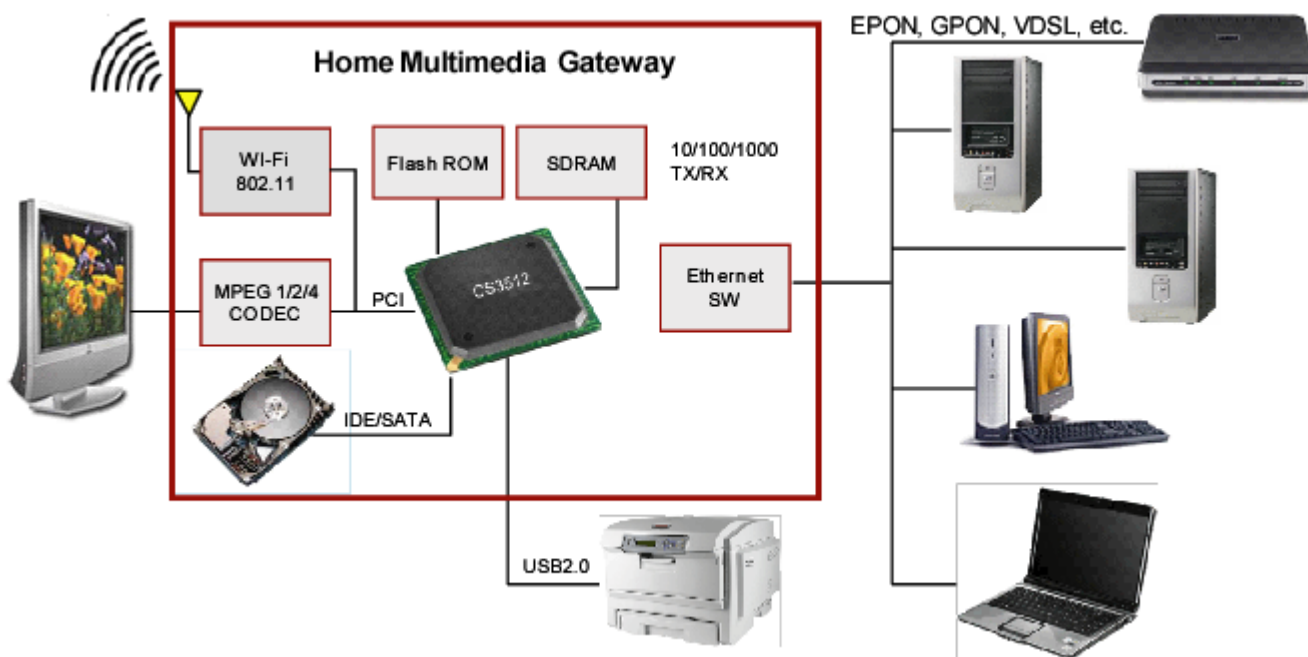 EPON, GPON, VDSL, etc.
Home Multimedia Gateway
WI-Fi
802.11
Flash ROM
SDRAM
10/100/1000
TX/RX
CS3512
Ethernet
SW
MPEG 1/2/4
CODEC
PCI
IDE/SATA
USB2.0